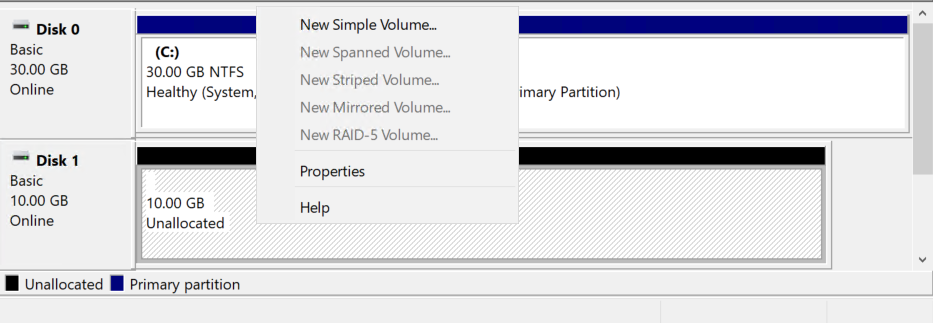 Disk 0
Basic
30.00 GB
Online
(C:)
30.00 GB NTFS
Healthy (System,
imary Partition)
New Simple Volume...
New Spanned Volume...
New Striped Volume...
New Mirrored Volume...
New RAID-5 Volume...
Properties
Help
Disk 1
Basic
10.00 GB
Online
10.00 GB
Unallocated
Unallocated Primary partition